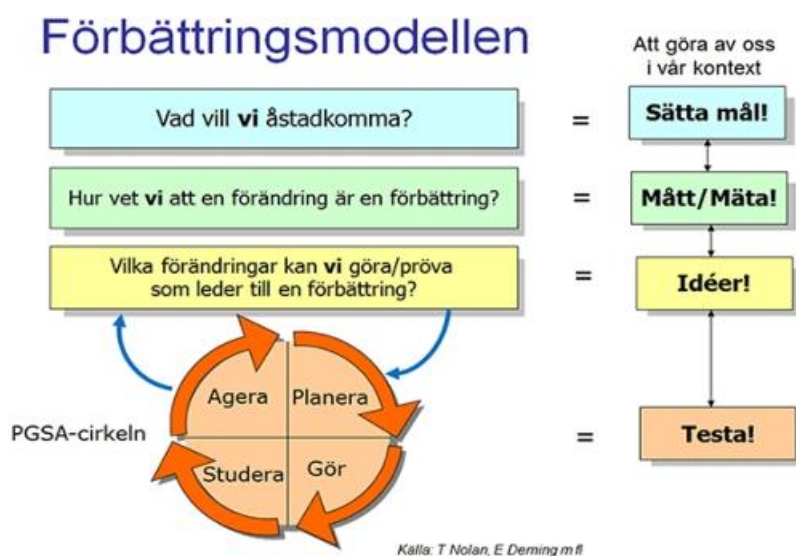 Förbättringsmodellen
Att göra av oss
i vår kontext
Vad vill vi åstadkomma?
=
Sätta mål!
Hur vet vi att en förändring är en förbättring?
=
Mått/Mäta!
Vilka förändringar kan vi göra/pröva
som leder till en förbättring?
=
Idéer!
Agera
Planera
PGSA-cirkeln
=
Testa!
Studera
Gör
Källa: T Nolan, E Deming m fl